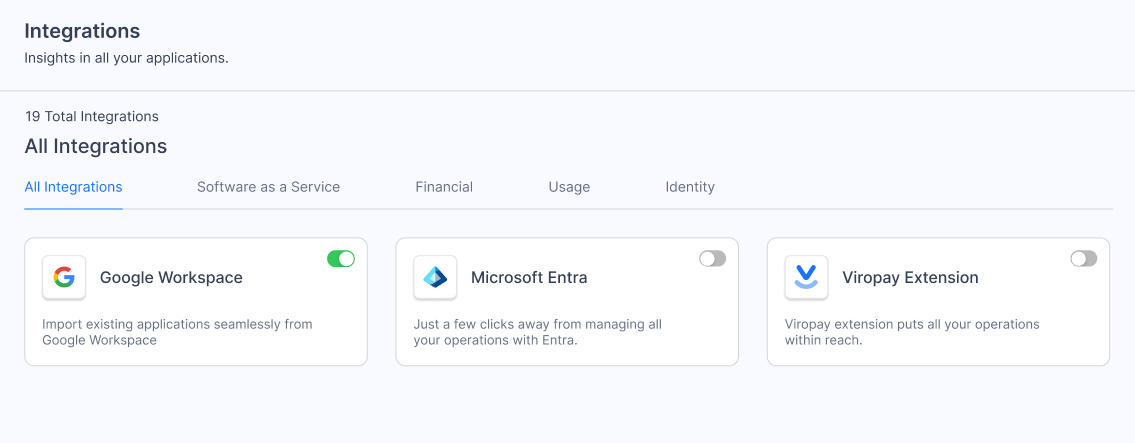 Integrations
Insights in all your applications.
19 Total Integrations
All Integrations
All Integrations
Software as a Service
Financial
Usage
Identity
Google Workspace
Import existing applications seamlessly from
Google Workspace
Microsoft Entra
Just a few clicks away from managing all
your operations with Entra.
Viropay Extension
Viropay extension puts all your operations
within reach.